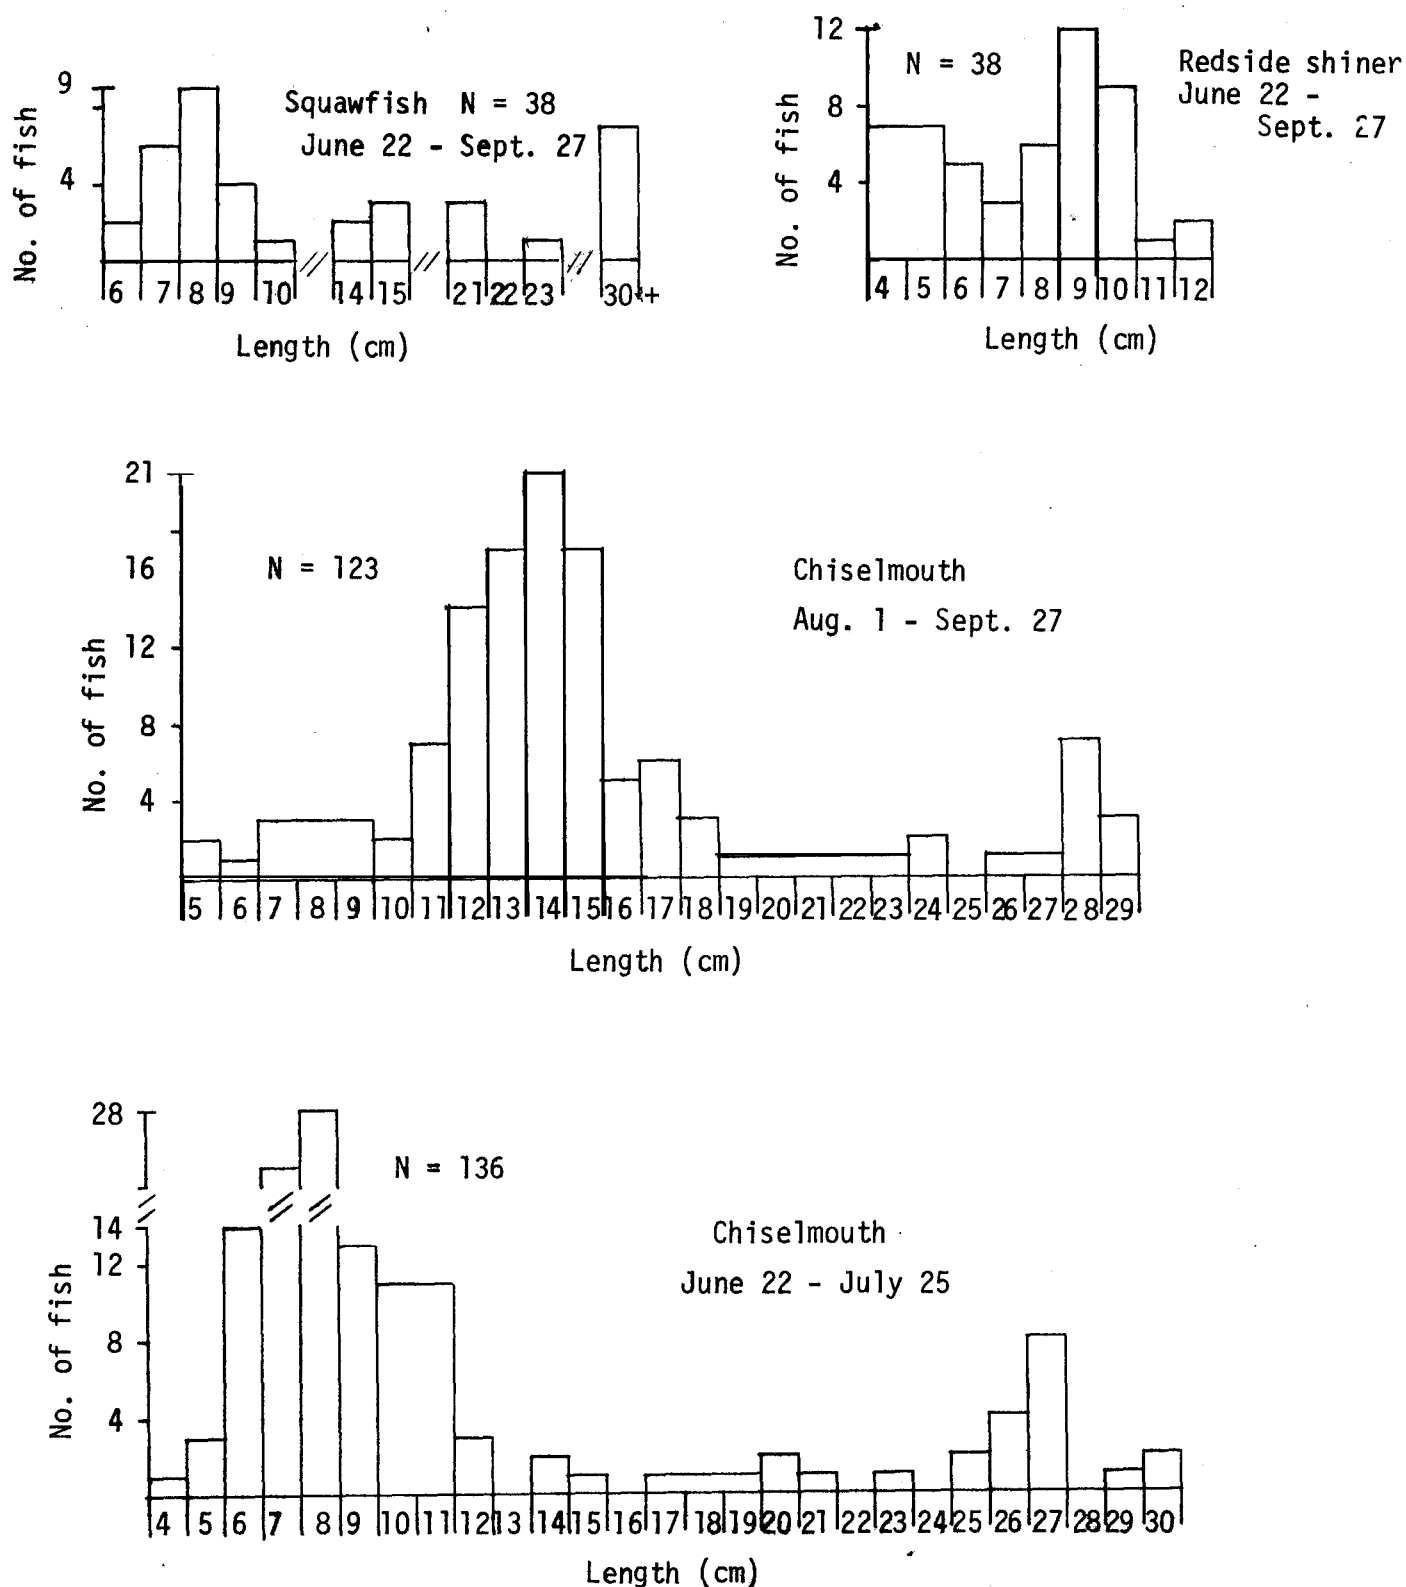 9
4
No. of fish
Squawfish N = 38
June 22 - Sept. 27
6 7 8 9 10 // 14 15 // 21 22 23 // 30+
Length (cm)
12
8
4
No. of fish
N = 38
Redside shiner
June 22 -
Sept. 27
4 5 6 7 8 9 10 11 12
Length (cm)
21
16
12
8
4
No. of fish
N = 123
Chiselmouth
Aug. 1 - Sept. 27
5 6 7 8 9 10 11 12 13 14 15 16 17 18 19 20 21 22 23 24 25 26 27 28 29
Length (cm)
28
14
12
8
4
No. of fish
N = 136
Chiselmouth
June 22 - July 25
4 5 6 7 8 9 10 11 12 13 14 15 16 17 18 19 20 21 22 23 24 25 26 27 28 29 30
Length (cm)